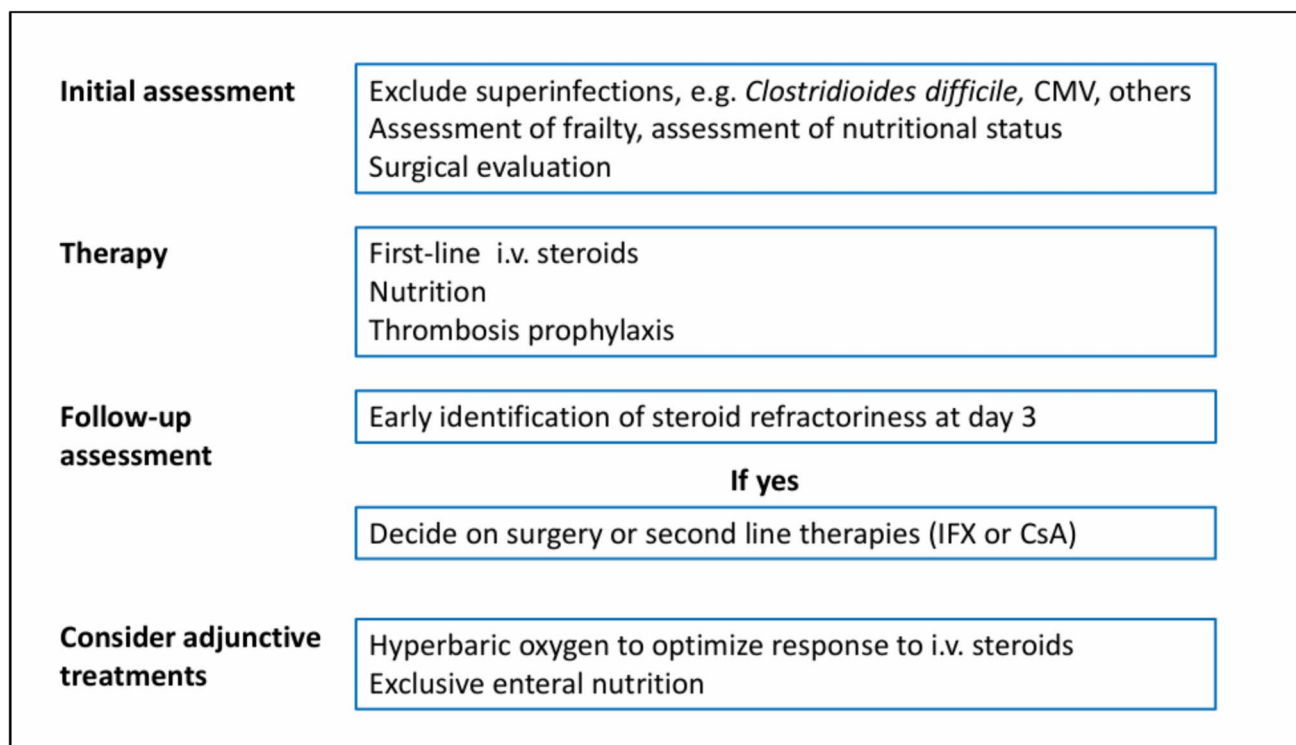 Initial assessment
Exclude superinfections, e.g. Clostridioides difficile, CMV, others
Assessment of frailty, assessment of nutritional status
Surgical evaluation
Therapy
First-line i.v. steroids
Nutrition
Thrombosis prophylaxis
Follow-up
assessment
Early identification of steroid refractoriness at day 3
If yes
Decide on surgery or second line therapies (IFX or CsA)
Consider adjunctive
treatments
Hyperbaric oxygen to optimize response to i.v. steroids
Exclusive enteral nutrition